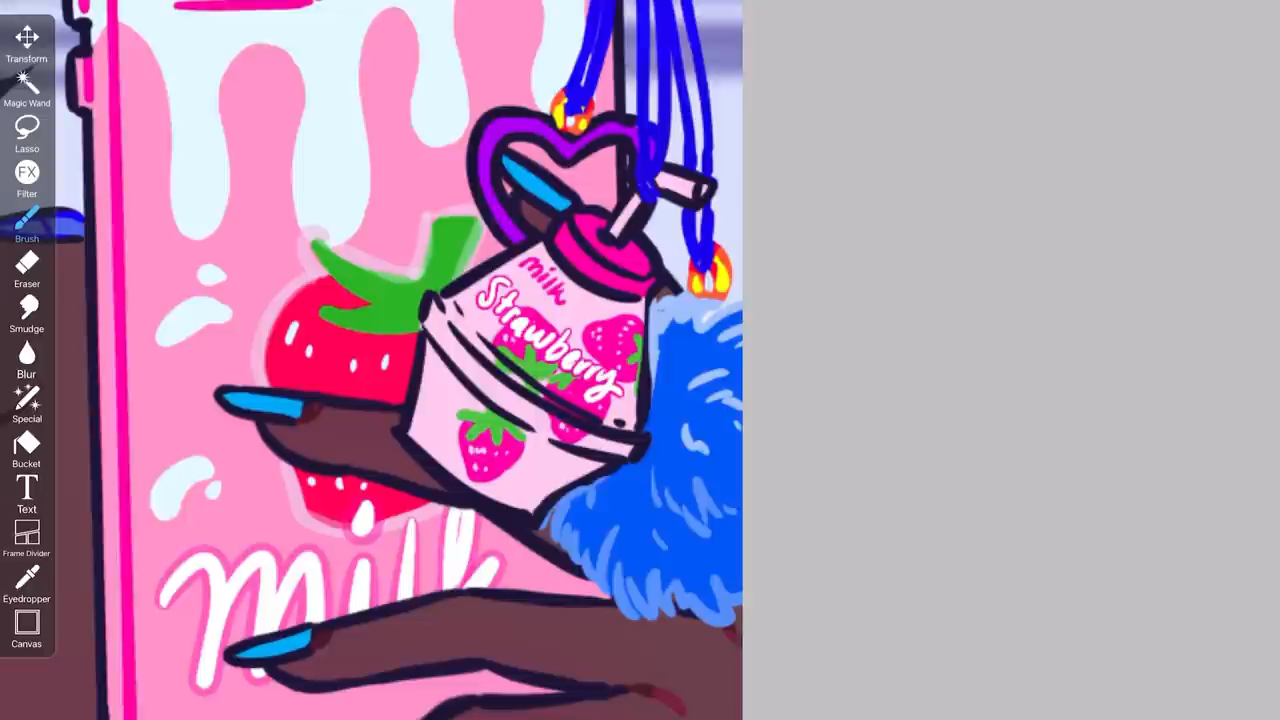 Transform
Magic Wand
Lasso
FX
Filter
Brush
Eraser
Smudge
Blur
Special
Bucket
T
Text
Frame Divider
Eyedropper
Canvas
milk
Strawberry
milk